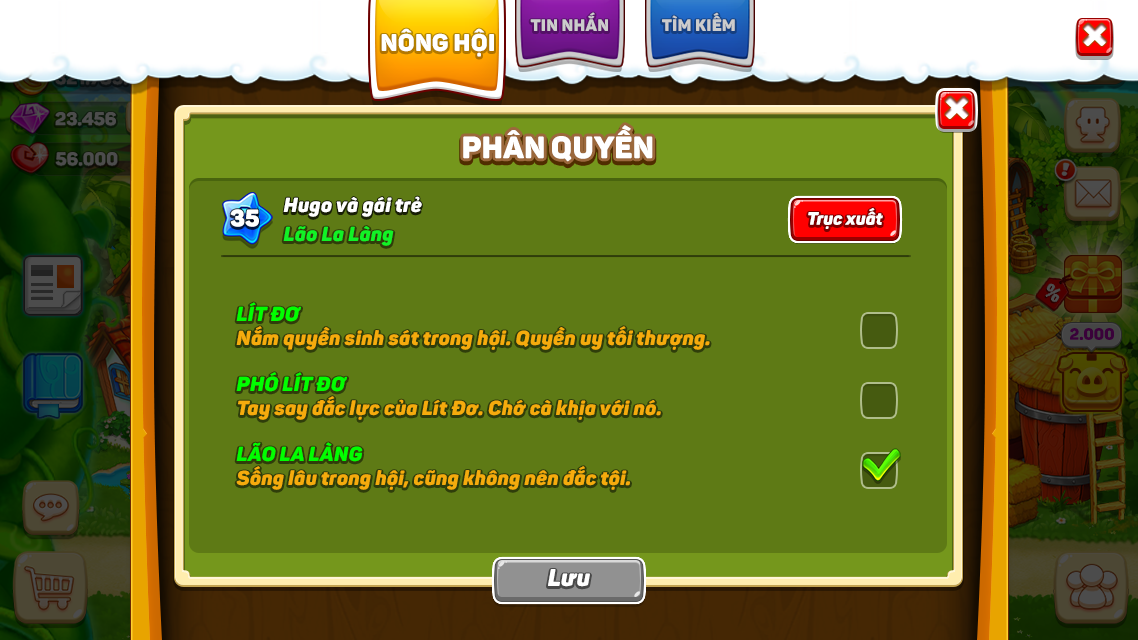 NÔNG HỘI
TIN NHẮN
TÌM KIẾM
23.456
56.000
PHÂN QUYỀN
35
Hugo và gái trẻ
Lão La Làng
Trục xuất
LÍT ĐƠ
Nắm quyền sinh sát trong hội. Quyền uy tối thượng.
PHÓ LÍT ĐƠ
Tay say đắc lực của Lít Đơ. Chớ cà khịa với nó.
LÃO LA LÀNG
Sống lâu trong hội, cũng không nên đắc tội.
%
2.000
Lưu